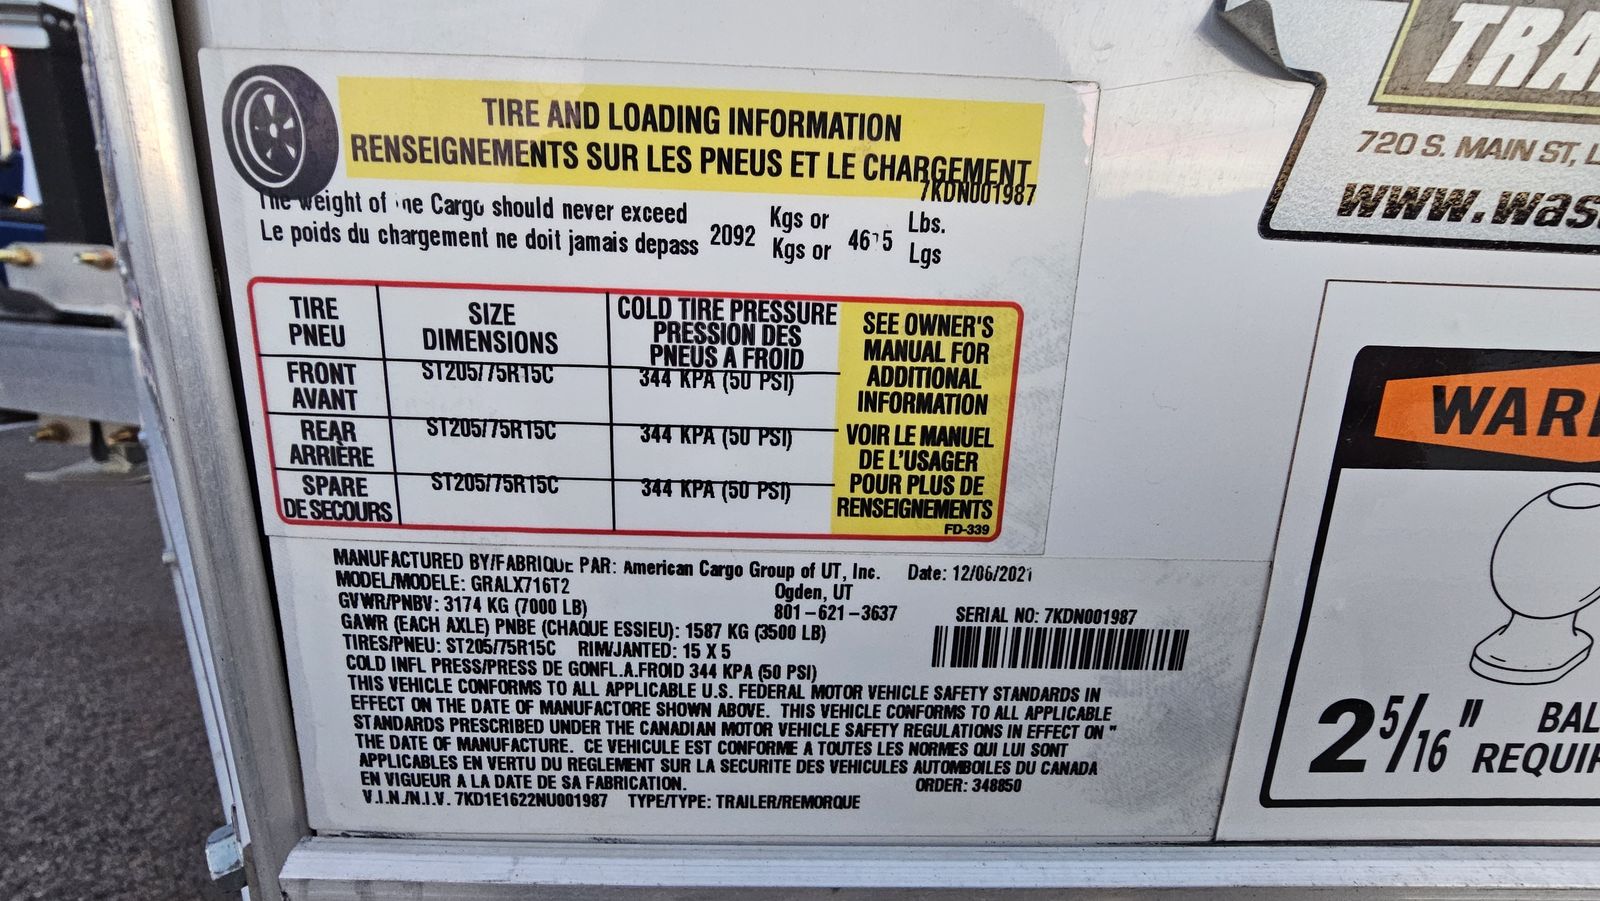 TIRE AND LOADING INFORMATION
RENSEIGNEMENTS SUR LES PNEUS ET LE CHARGEMENT
7KDN001987
The weight of ne Cargo should never exceed Kgs or Lbs.
Le poids du chargement ne doit jamais depass 2092 Kgs or Lgs
TIRE PNEU
SIZE DIMENSIONS
COLD TIRE PRESSURE PRESSION DES PNEUS A FROID
FRONT AVANT
ST205/75R15C
344 KPA (50 PSI)
REAR ARRIÈRE
ST205/75R15C
344 KPA (50 PSI)
SPARE DE SECOURS
ST205/75R15C
344 KPA (50 PSI)
SEE OWNER'S
MANUAL FOR
ADDITIONAL
INFORMATION
VOIR LE MANUEL
DE L'USAGER
POUR PLUS DE
RENSEIGNEMENTS
FD-339
MANUFACTURED BY/FABRIQUE PAR: American Cargo Group of UT, Inc. Date: 12/06/2021
MODEL/MODELE: GRALX716T2 Ogden, UT
GVWR/PNBV: 3174 KG (7000 LB) 801-621-3637
SERIAL NO: 7KDN001987
GAWR (EACH AXLE) PNBE (CHAQUE ESSIEU): 1587 KG (3500 LB)
TIRES/PNEU: ST205/75R15C RIM/JANTED: 15 X 5
COLD INFL PRESS/PRESS DE GONFL.A.FROID 344 KPA (50 PSI)
THIS VEHICLE CONFORMS TO ALL APPLICABLE U.S. FEDERAL MOTOR VEHICLE SAFETY STANDARDS IN
EFFECT ON THE DATE OF MANUFACTORE SHOWN ABOVE. THIS VEHICLE CONFORMS TO ALL APPLICABLE
STANDARDS PRESCRIBED UNDER THE CANADIAN MOTOR VEHICLE SAFETY REGULATIONS IN EFFECT ON "
THE DATE OF MANUFACTURE. CE VEHICULE EST CONFORME A TOUTES LES NORMES QUI LUI SONT
APPLICABLES EN VERTU DU REGLEMENT SUR LA SECURITE DES VEHICULES AUTOMBOILES DU CANADA
EN VIGUEUR A LA DATE DE SA FABRICATION. ORDER: 348850
V.I.N./N.I.V. 7KD1E1622NU001987 TYPE/TYPE: TRAILER/REMORQUE
TRA
720 S. MAIN ST, L
www.was
WAR
2 5/16" BAL
REQUIR